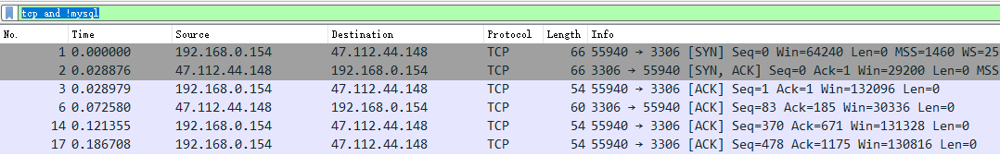 tcp and !mysql
No. Time Source Destination Protocol Length Info
1 0.000000 192.168.0.154 47.112.44.148 TCP 66 55940 → 3306 [SYN] Seq=0 Win=64240 Len=0 MSS=1460 WS=25
2 0.028876 47.112.44.148 192.168.0.154 TCP 66 3306 → 55940 [SYN, ACK] Seq=0 Ack=1 Win=29200 Len=0 MSS
3 0.028979 192.168.0.154 47.112.44.148 TCP 54 55940 → 3306 [ACK] Seq=1 Ack=1 Win=132096 Len=0
6 0.072580 47.112.44.148 192.168.0.154 TCP 60 3306 → 55940 [ACK] Seq=83 Ack=185 Win=30336 Len=0
14 0.121355 192.168.0.154 47.112.44.148 TCP 54 55940 → 3306 [ACK] Seq=370 Ack=671 Win=131328 Len=0
17 0.186708 192.168.0.154 47.112.44.148 TCP 54 55940 → 3306 [ACK] Seq=478 Ack=1175 Win=130816 Len=0